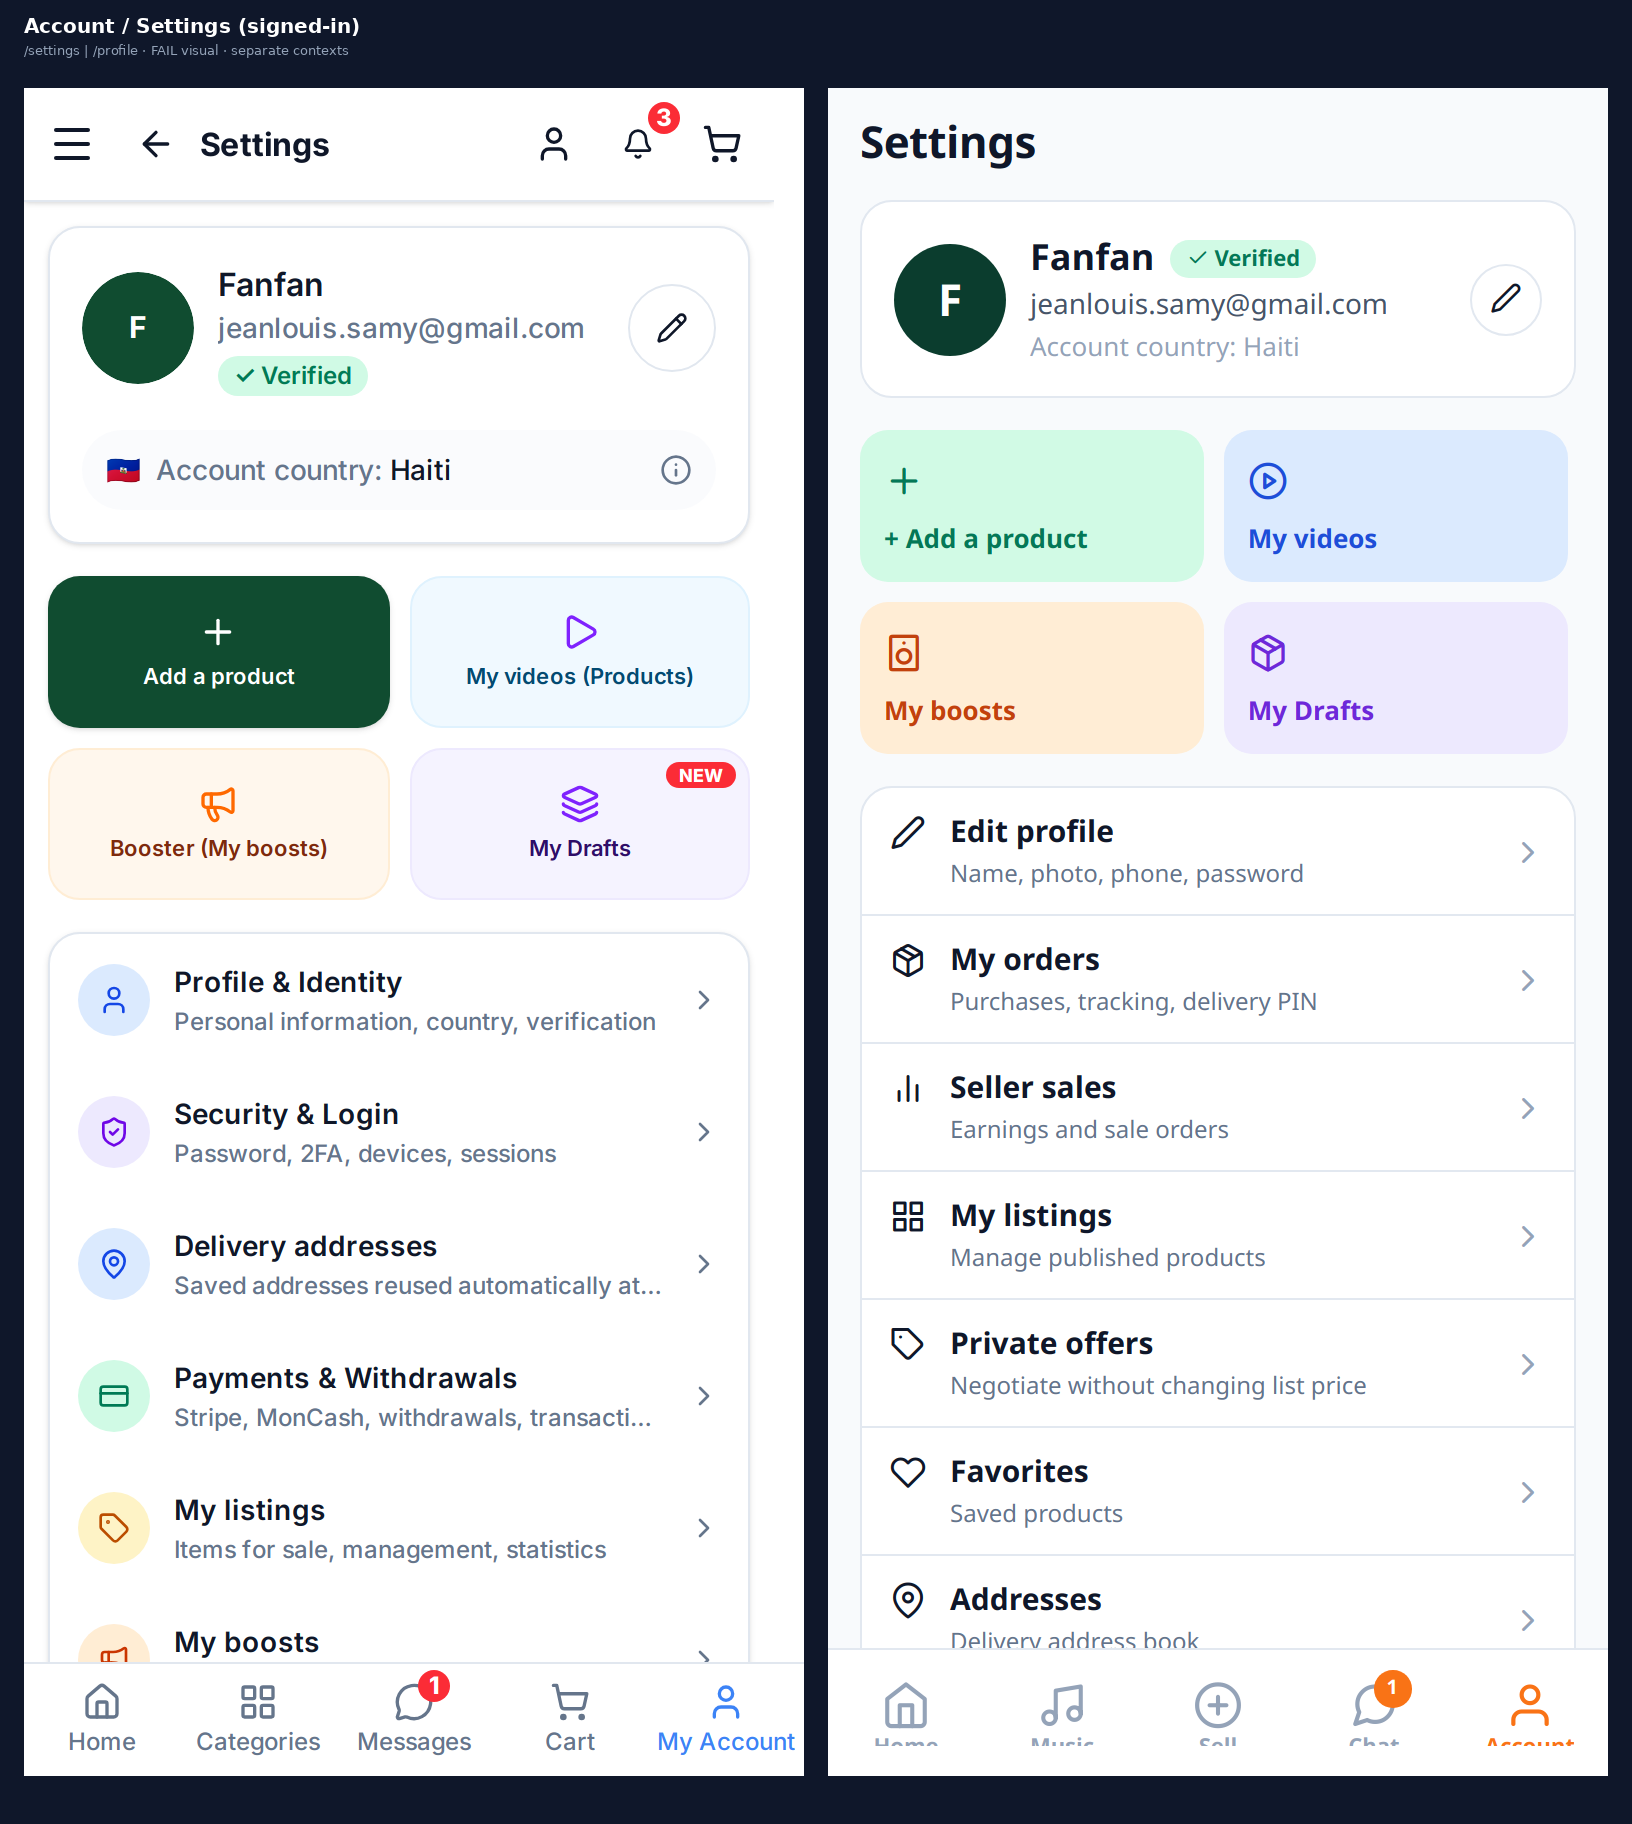 Account / Settings (signed-in)
/settings | /profile · FAIL visual · separate contexts
Settings
3
F
Fanfan
jeanlouis.samy@gmail.com
Verified
Account country: Haiti
Add a product
My videos (Products)
Booster (My boosts)
NEW
My Drafts
Profile & Identity
Personal information, country, verification
Security & Login
Password, 2FA, devices, sessions
Delivery addresses
Saved addresses reused automatically at...
Payments & Withdrawals
Stripe, MonCash, withdrawals, transacti...
My listings
Items for sale, management, statistics
My boosts
Home
Categories
1
Messages
Cart
My Account
Settings
F
Fanfan
Verified
jeanlouis.samy@gmail.com
Account country: Haiti
+ Add a product
My videos
My boosts
My Drafts
Edit profile
Name, photo, phone, password
My orders
Purchases, tracking, delivery PIN
Seller sales
Earnings and sale orders
My listings
Manage published products
Private offers
Negotiate without changing list price
Favorites
Saved products
Addresses
Delivery address book
Home
Music
Sell
1
Chat
Account